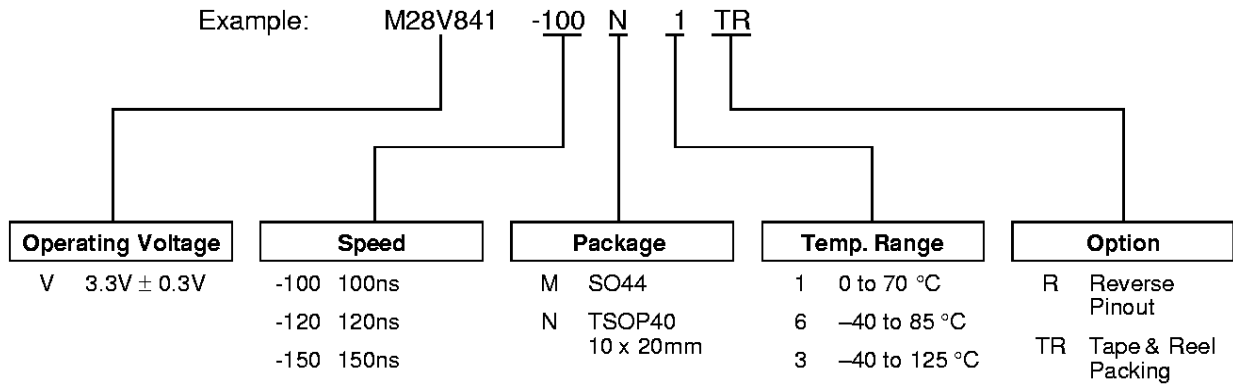 Example: M28V841 -100 N 1 TR
Operating Voltage Speed Package Temp. Range Option
V 3.3V ± 0.3V -100 100ns M SO44 1 0 to 70 °C R Reverse
Pinout
-120 120ns N TSOP40 6 –40 to 85 °C
10 x 20mm
-150 150ns 3 –40 to 125 °C TR Tape & Reel
Packing